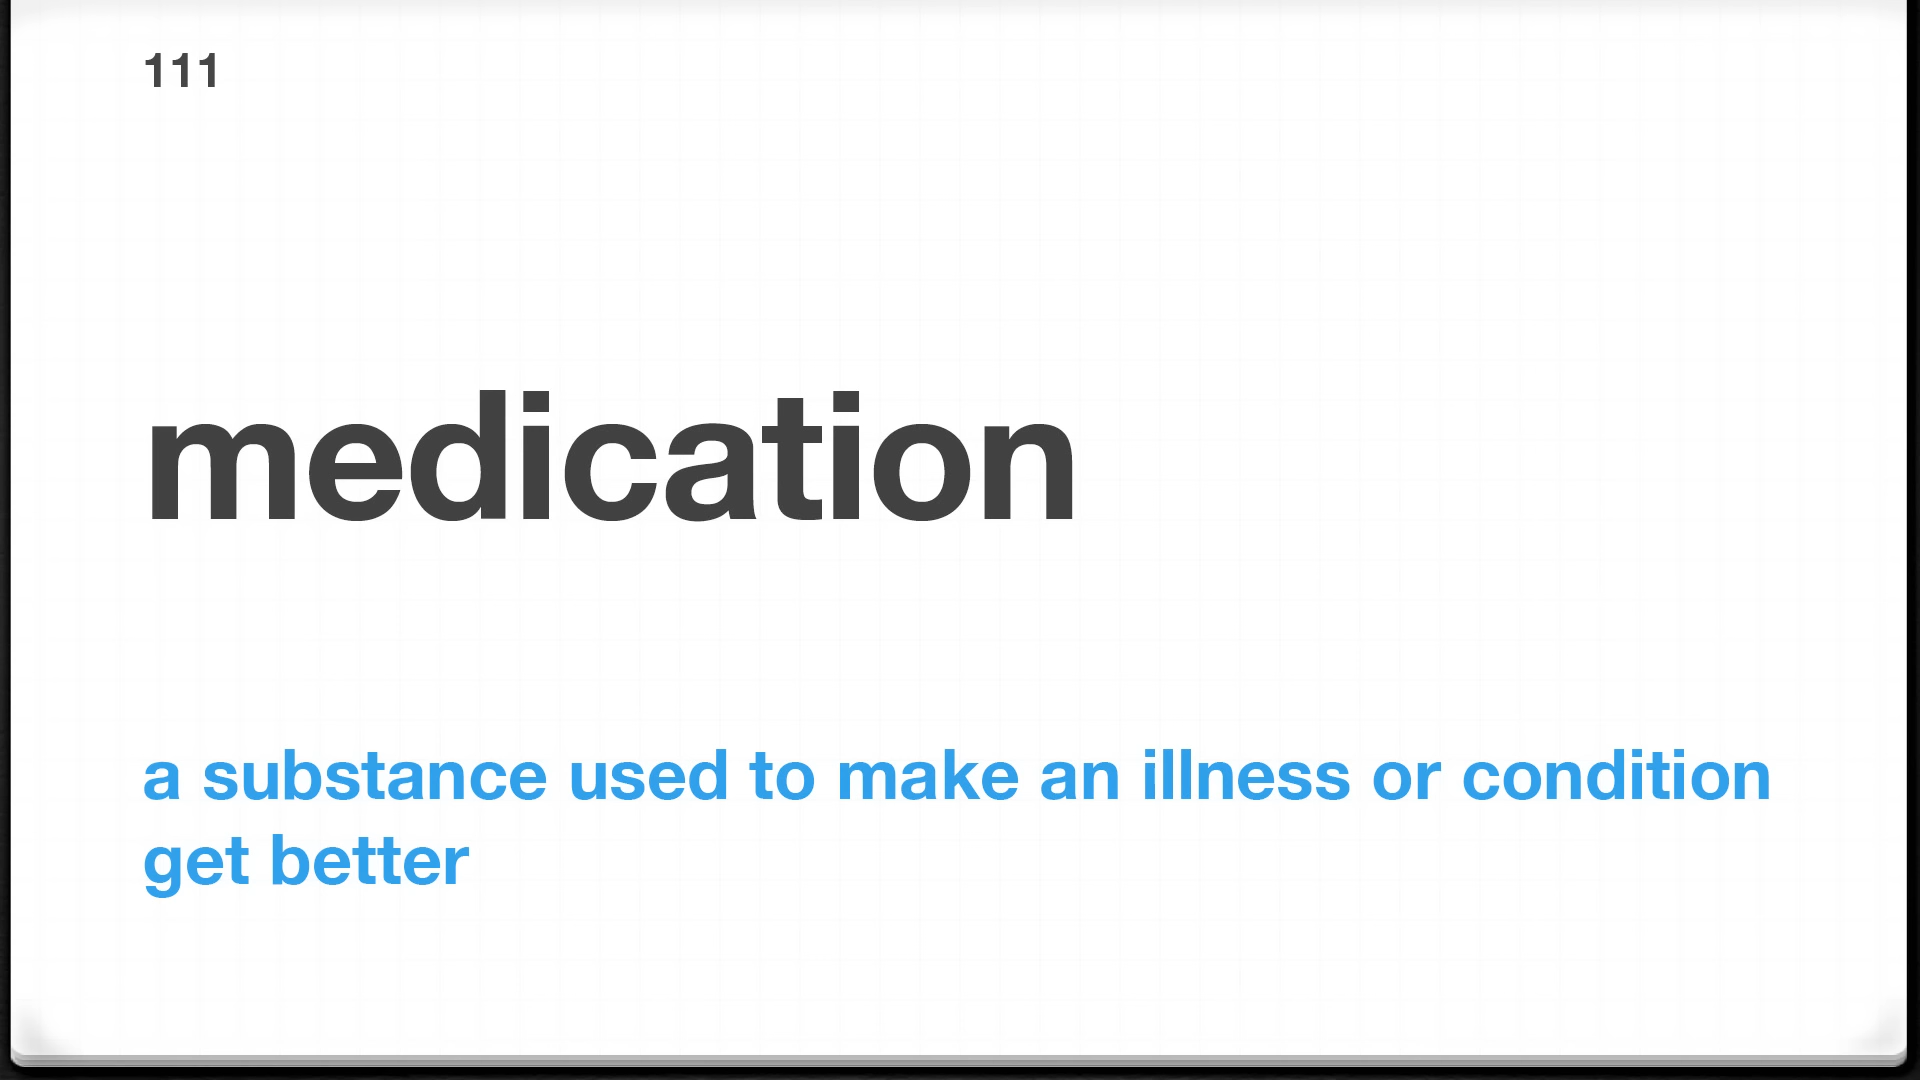 111
medication
a substance used to make an illness or condition
get better